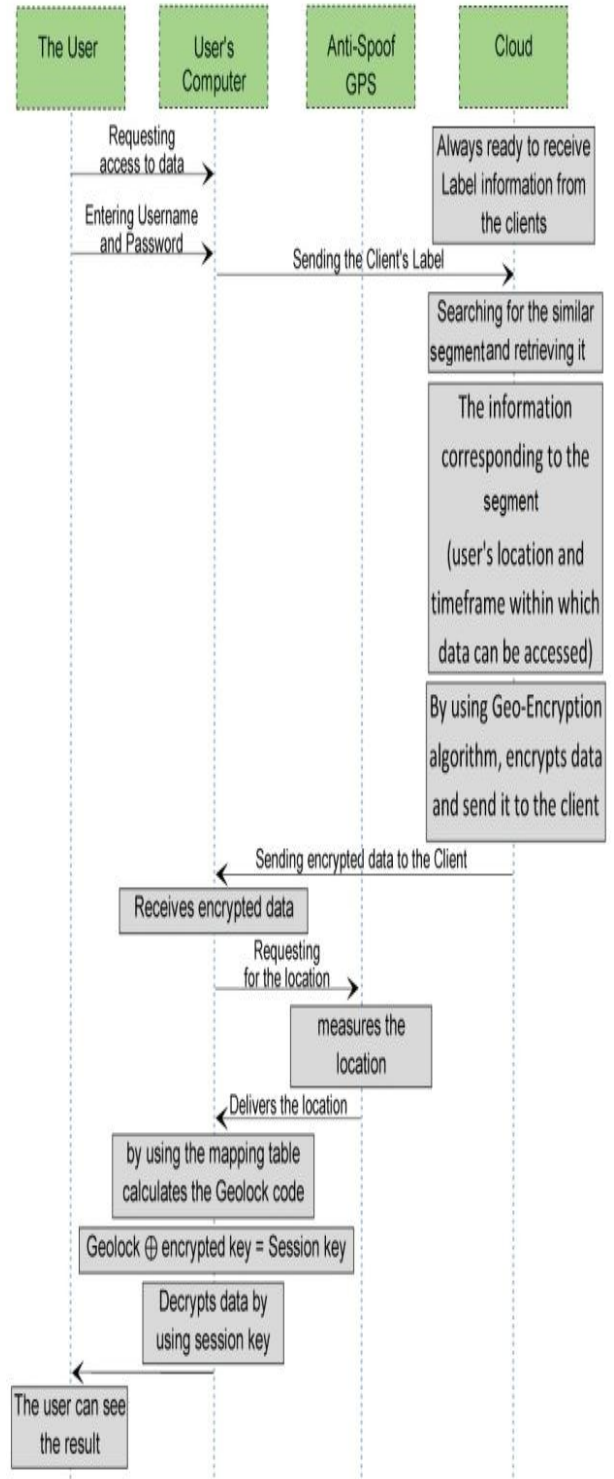 The User
User's
Computer
Anti-Spoof
GPS
Cloud
Requesting
access to data
Always ready to receive
Label information from
the clients
Entering Username
and Password
Sending the Client's Label
Searching for the similar
segment and retrieving it
The information
corresponding to the
segment
(user's location and
timeframe within which
data can be accessed)
By using Geo-Encryption
algorithm, encrypts data
and send it to the client
Sending encrypted data to the Client
Receives encrypted data
Requesting
for the location
measures the
location
Delivers the location
by using the mapping table
calculates the Geolock code
Geolock ⊕ encrypted key = Session key
Decrypts data by
using session key
The user can see
the result